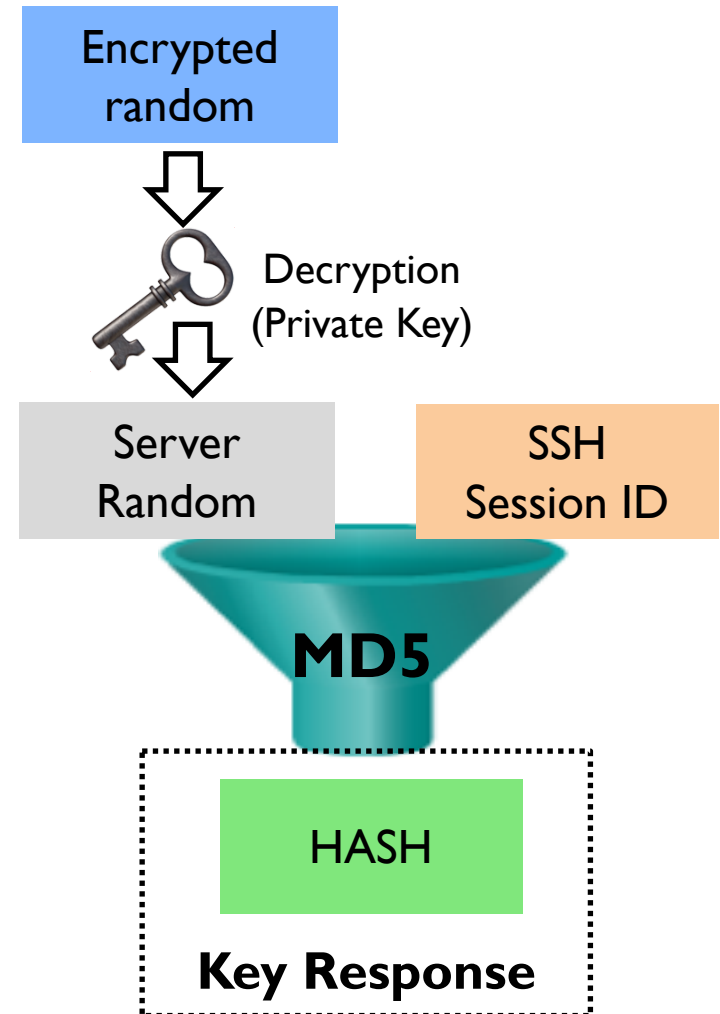 Encrypted
random
Decryption
(Private Key)
Server
Random
SSH
Session ID
MD5
HASH
Key Response